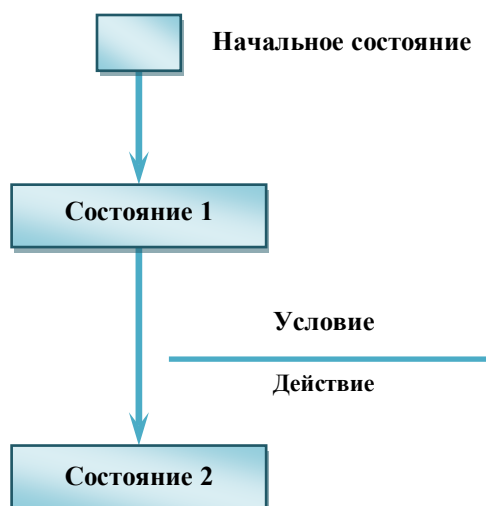 Начальное состояние
Состояние 1
Условие
Действие
Состояние 2